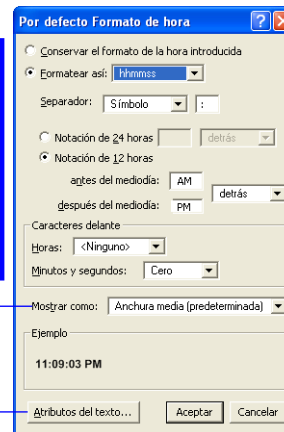 Por defecto Formato de hora
Conservar el formato de la hora introducida
Formatear así: hhmmss
Separador: Símbolo :
Notación de 24 horas detrás
Notación de 12 horas
antes del mediodía: AM
detrás
después del mediodía: PM
Caracteres delante
Horas: <Ninguno>
Minutos y segundos: Cero
Mostrar como: Anchura media (predeterminada)
Ejemplo
11:09:03 PM
Atributos del texto... Aceptar Cancelar